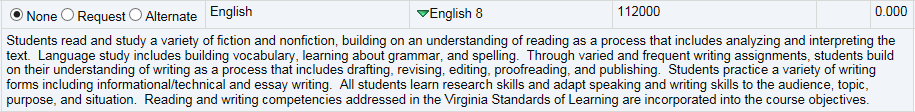 None Request Alternate English English 8 112000 0.000
Students read and study a variety of fiction and nonfiction, building on an understanding of reading as a process that includes analyzing and interpreting the
text. Language study includes building vocabulary, learning about grammar, and spelling. Through varied and frequent writing assignments, students build
on their understanding of writing as a process that includes drafting, revising, editing, proofreading, and publishing. Students practice a variety of writing
forms including informational/technical and essay writing. All students learn research skills and adapt speaking and writing skills to the audience, topic,
purpose, and situation. Reading and writing competencies addressed in the Virginia Standards of Learning are incorporated into the course objectives.